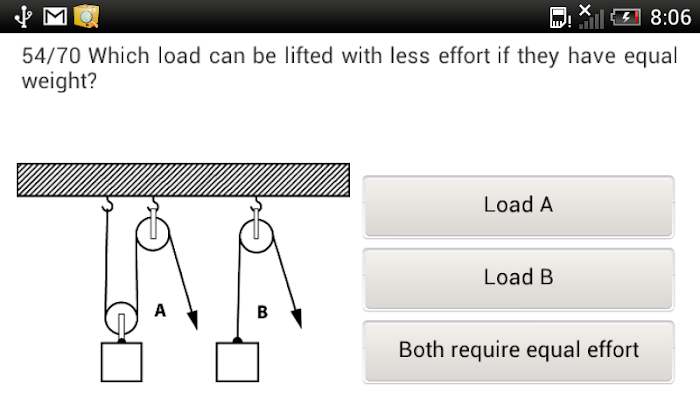 8:06
54/70 Which load can be lifted with less effort if they have equal
weight?
Load A
A
B
Load B
Both require equal effort